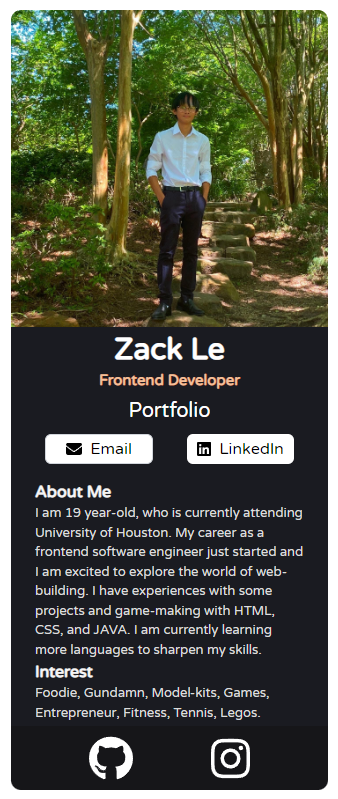 Zack Le
Frontend Developer
Portfolio
Email
LinkedIn
About Me
I am 19 year-old, who is currently attending
University of Houston. My career as a
frontend software engineer just started and
I am excited to explore the world of web-
building. I have experiences with some
projects and game-making with HTML,
CSS, and JAVA. I am currently learning
more languages to sharpen my skills.
Interest
Foodie, Gundamn, Model-kits, Games,
Entrepreneur, Fitness, Tennis, Legos.